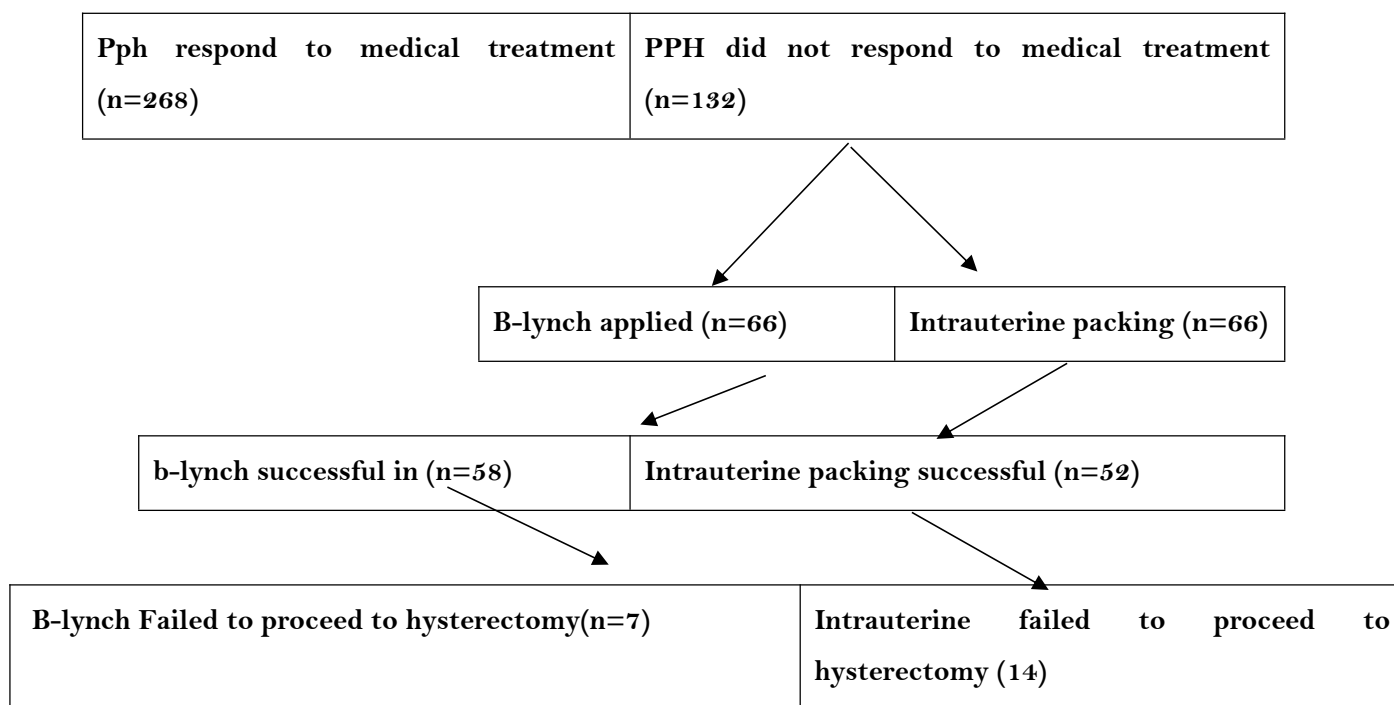 Pph respond to medical treatment
(n=268)
PPH did not respond to medical treatment
(n=132)
B-lynch applied (n=66)
Intrauterine packing (n=66)
b-lynch successful in (n=58)
Intrauterine packing successful (n=52)
B-lynch Failed to proceed to hysterectomy(n=7)
Intrauterine failed to proceed to
hysterectomy (14)